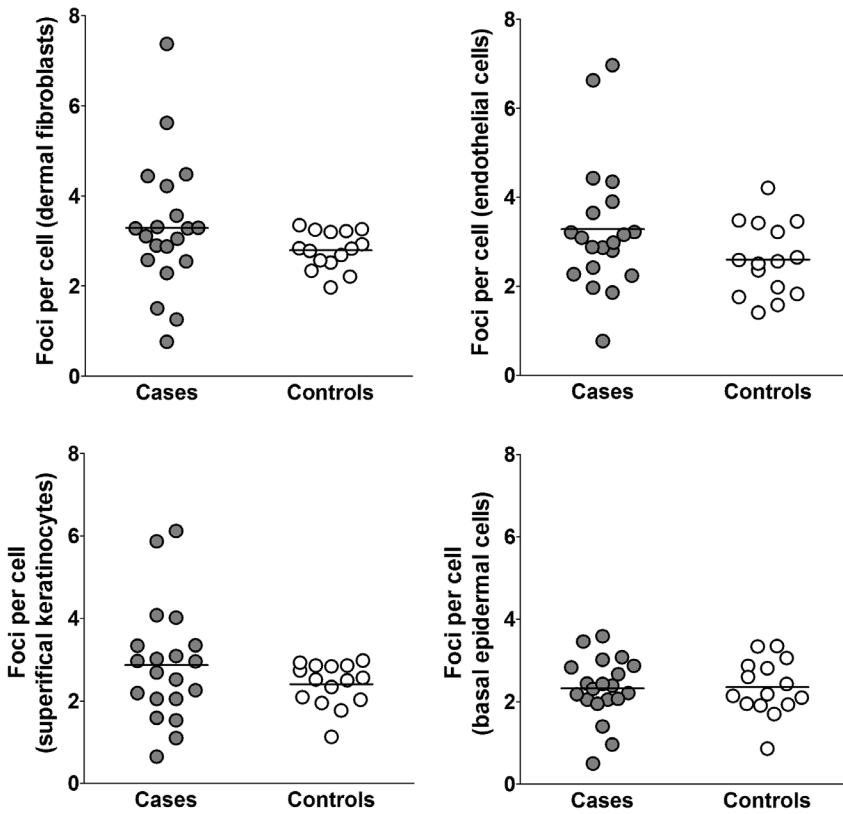 Foci per cell (dermal fibroblasts)
8
6
4
2
0
Cases Controls
Foci per cell (endothelial cells)
8
6
4
2
0
Cases Controls
Foci per cell
(superifical keratinocytes)
8
6
4
2
0
Cases Controls
Foci per cell
(basal epidermal cells)
8
6
4
2
0
Cases Controls